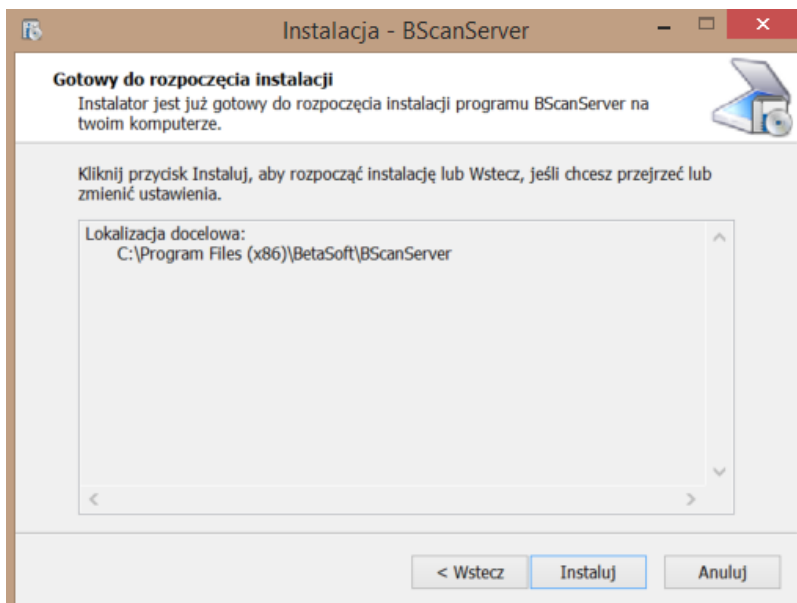 Instalacja - BScanServer
Gotowy do rozpoczęcia instalacji
Instalator jest już gotowy do rozpoczęcia instalacji programu BScanServer na
twoim komputerze.
Kliknij przycisk Instaluj, aby rozpocząć instalację lub Wstecz, jeśli chcesz przejrzeć lub
zmienić ustawienia.
Lokalizacja docelowa:
C:\Program Files (x86)\BetaSoft\BScanServer
< Wstecz
Instaluj
Anuluj